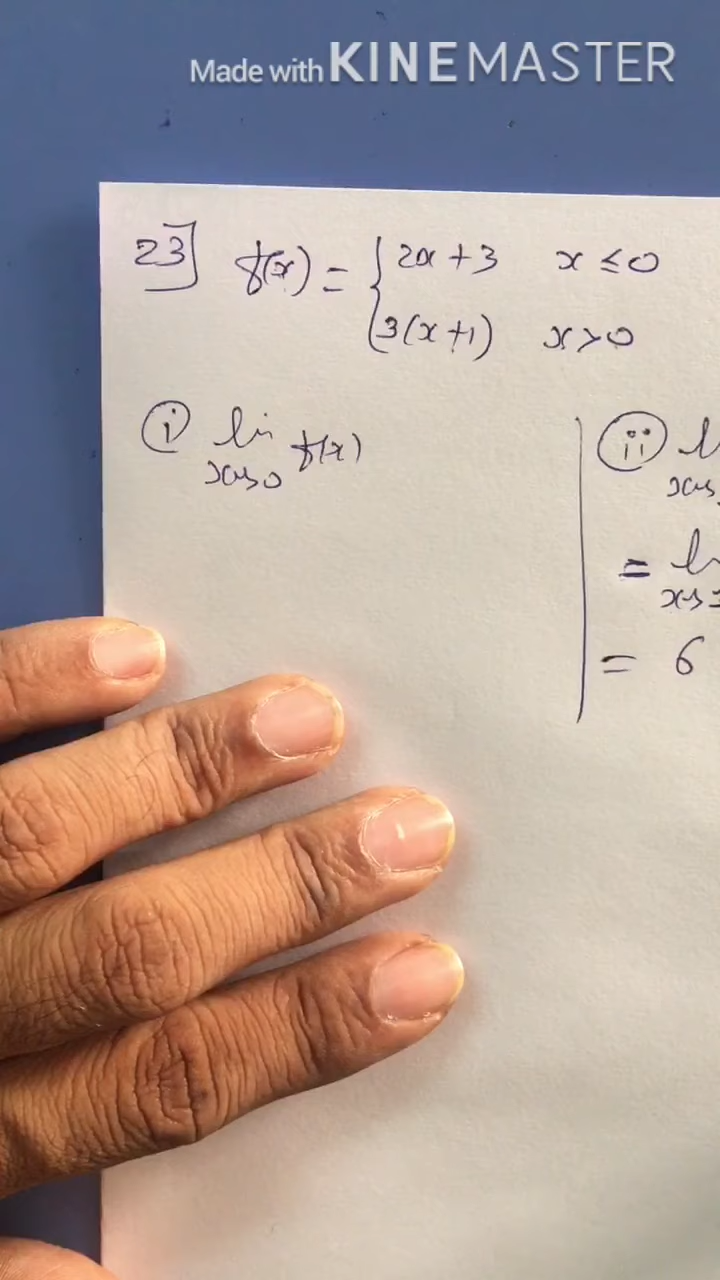 Made with KINEMASTER
23] f(x) = { 2x + 3 x ≤ 0
3(x+1) x > 0
(i) lim f(x)
x→0
(ii)
=
= 6